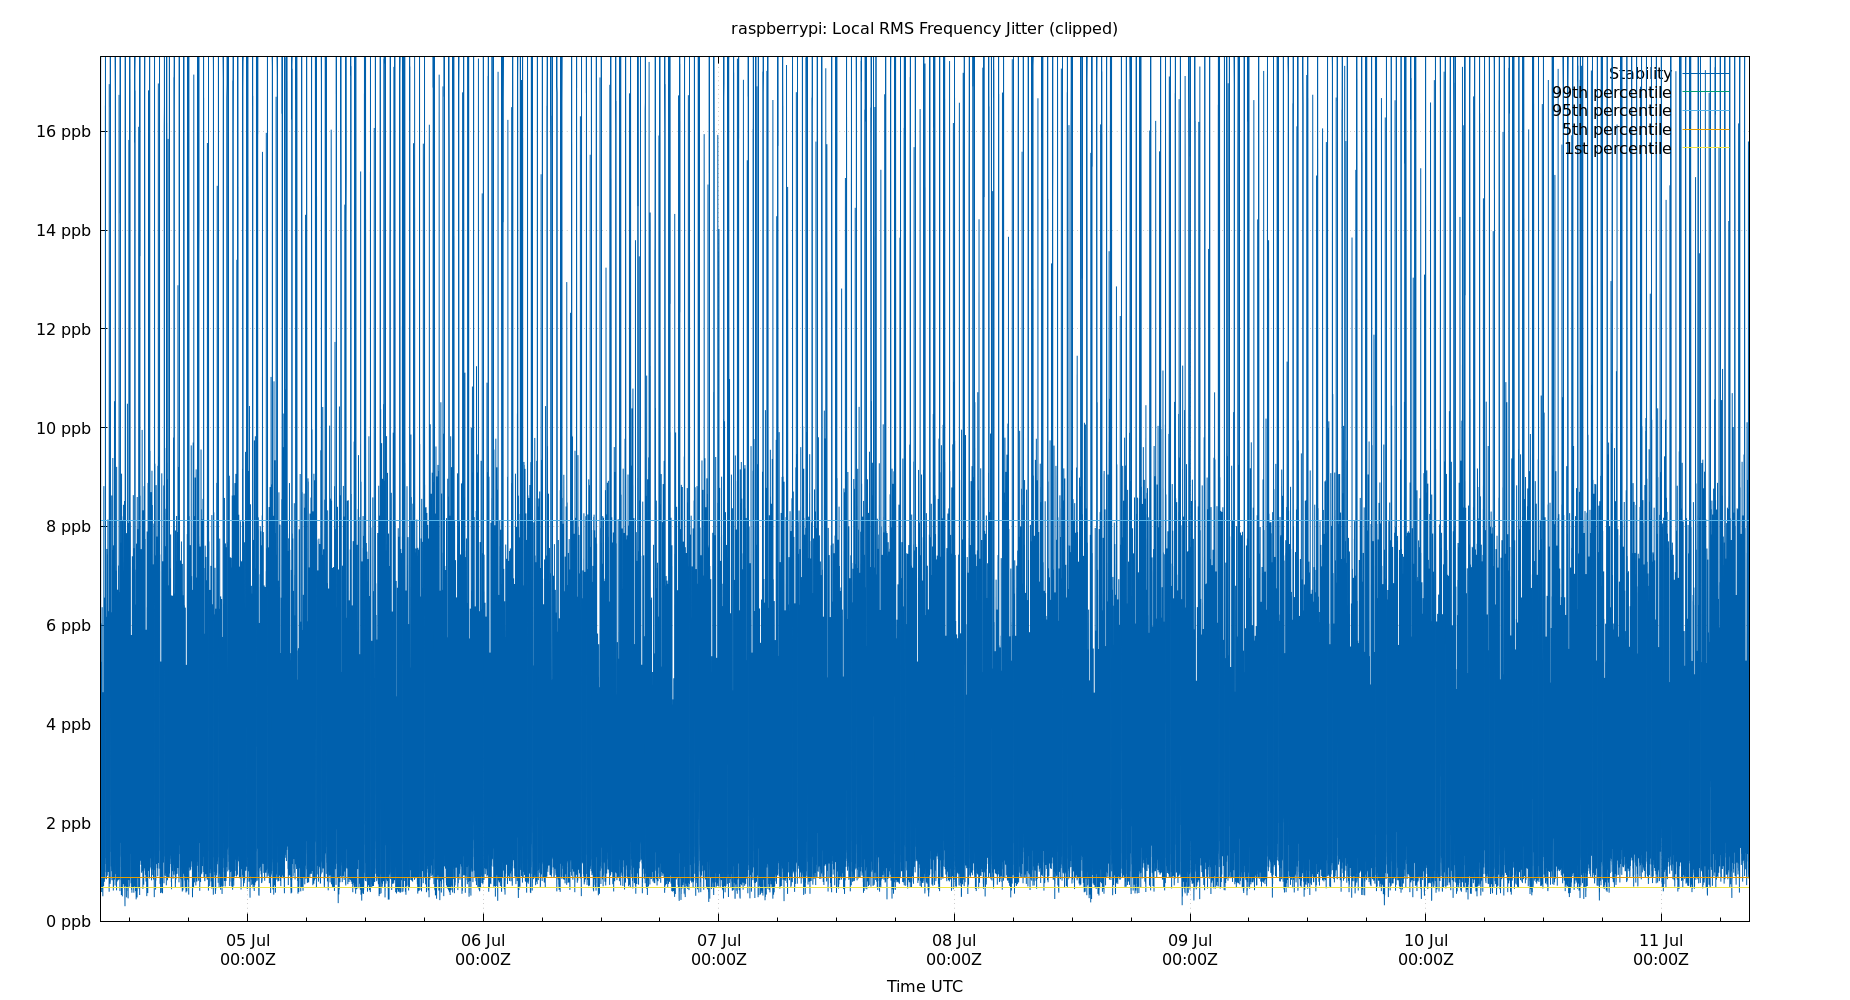 raspberrypi: Local RMS Frequency Jitter (clipped)
Stability
99th percentile
95th percentile
5th percentile
1st percentile
16 ppb
14 ppb
12 ppb
10 ppb
8 ppb
6 ppb
4 ppb
2 ppb
0 ppb
05 Jul
00:00Z
06 Jul
00:00Z
07 Jul
00:00Z
08 Jul
00:00Z
09 Jul
00:00Z
10 Jul
00:00Z
11 Jul
00:00Z
Time UTC